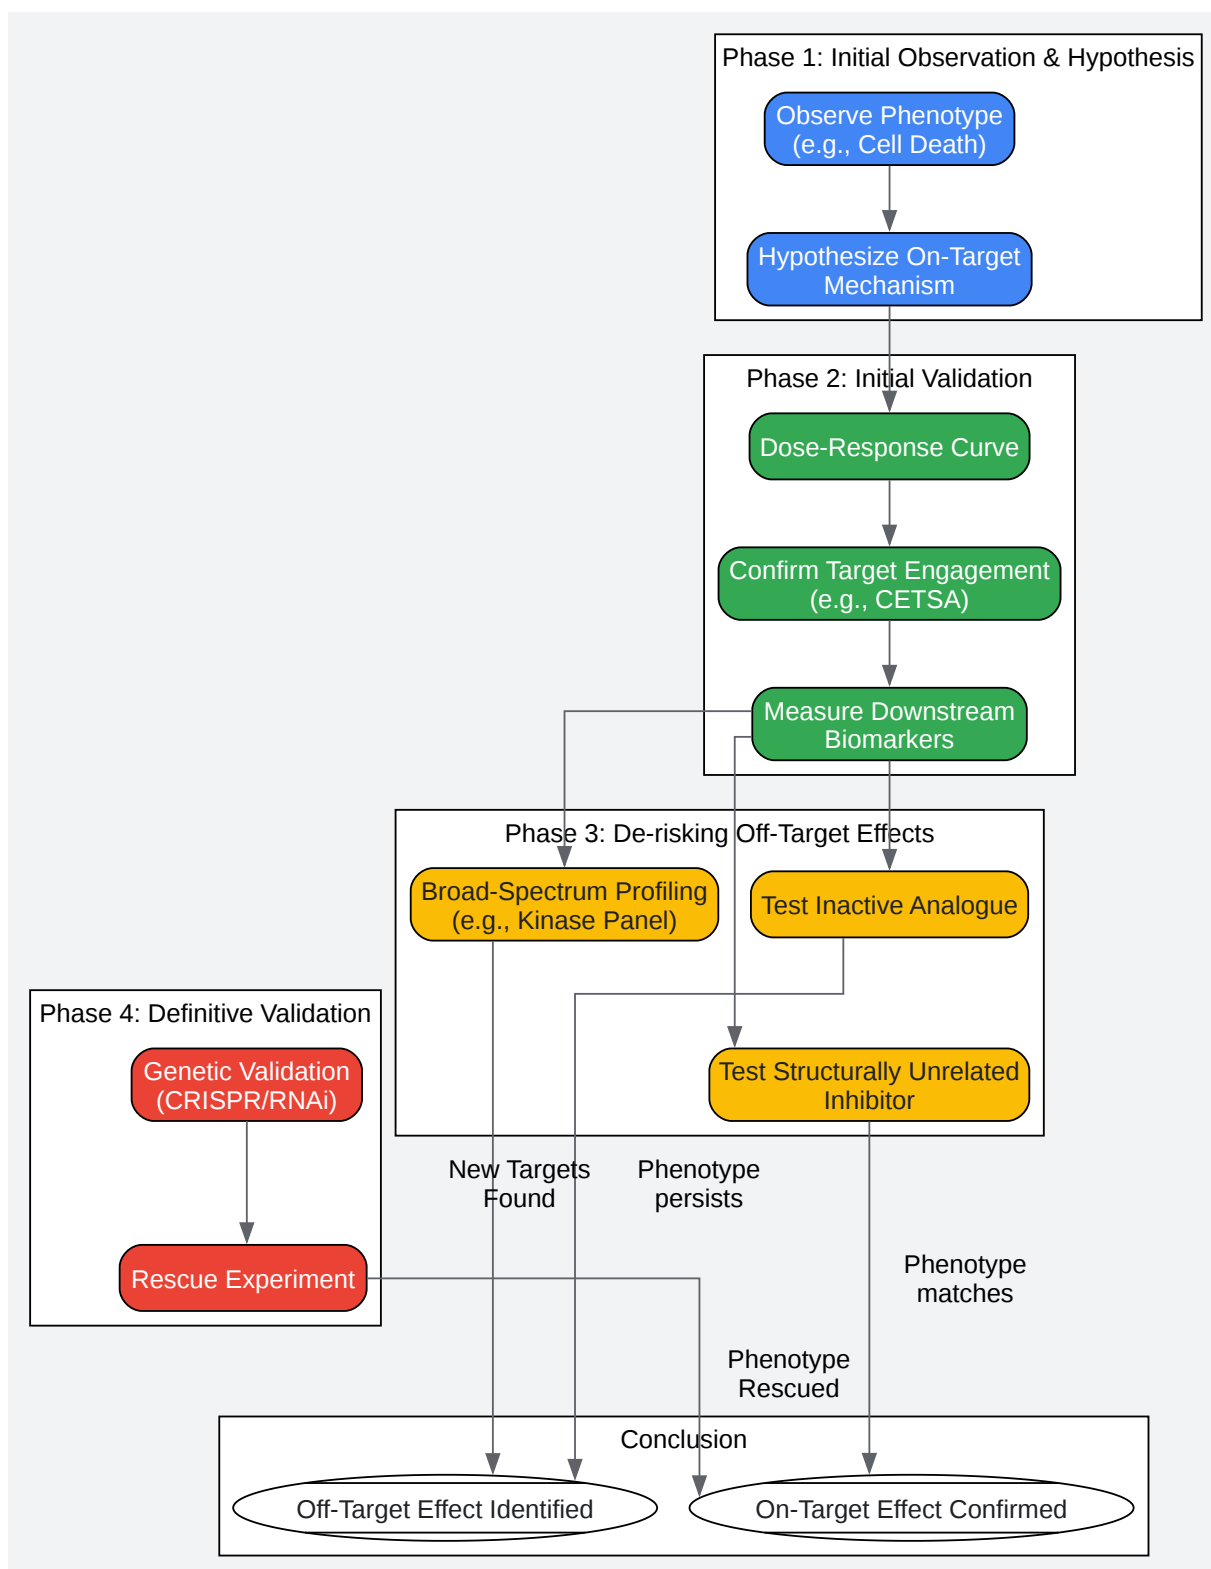 Phase 1: Initial Observation & Hypothesis
Observe Phenotype
(e.g., Cell Death)
Hypothesize On-Target
Mechanism
Phase 2: Initial Validation
Dose-Response Curve
Confirm Target Engagement
(e.g., CETSA)
Measure Downstream
Biomarkers
Phase 3: De-risking Off-Target Effects
Broad-Spectrum Profiling
(e.g., Kinase Panel)
Test Inactive Analogue
Phase 4: Definitive Validation
Genetic Validation
(CRISPR/RNAi)
Test Structurally Unrelated
Inhibitor
New Targets
Found
Phenotype
persists
Rescue Experiment
Phenotype
matches
Phenotype
Rescued
Conclusion
Off-Target Effect Identified
On-Target Effect Confirmed